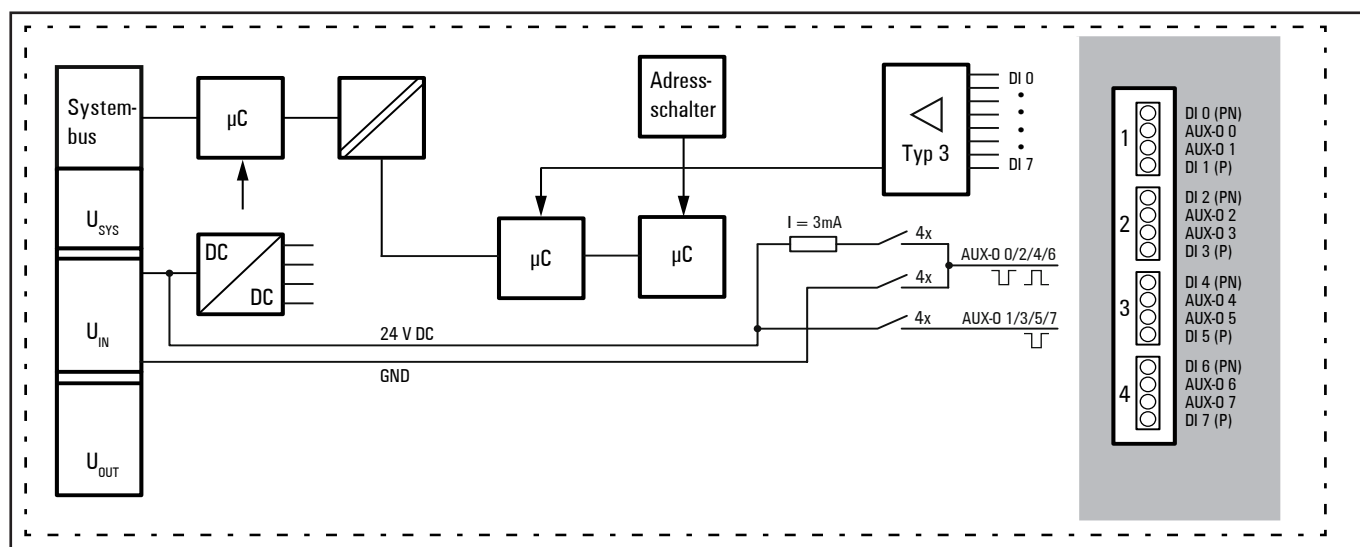 System-
bus
U SYS
U IN
U OUT
µC
DC
DC
Adress-
schalter
Typ 3
DI 0
DI 7
µC
µC
I = 3mA
4x
AUX-O 0/2/4/6
4x
4x
AUX-O 1/3/5/7
24 V DC
GND
1
DI 0 (PN)
AUX-O 0
AUX-O 1
DI 1 (P)
2
DI 2 (PN)
AUX-O 2
AUX-O 3
DI 3 (P)
3
DI 4 (PN)
AUX-O 4
AUX-O 5
DI 5 (P)
4
DI 6 (PN)
AUX-O 6
AUX-O 7
DI 7 (P)